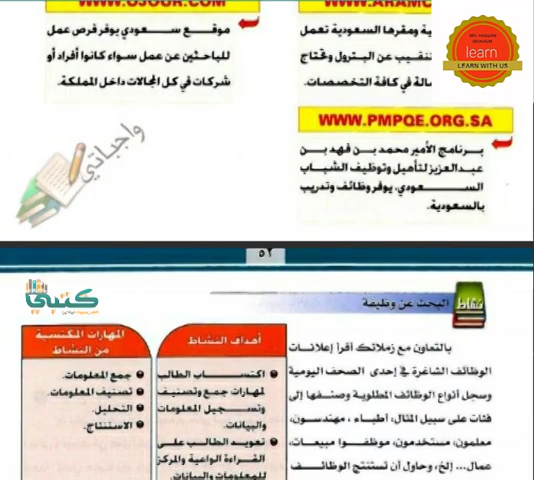 WWW.OJOUR.COM
موقع سعودي يوفر فرص عمل
للباحثين عن عمل سواء كانوا أفراد أو
شركات في كل المجالات داخل المملكة.
WWW.ARAMC
ية ومقرها السعودية تعمل
تنقيب عن البترول وتحتاج
مالة في كافة التخصصات.
learn
LEARN WITH US
WWW.PMPQE.ORG.SA
برنامج الأمير محمد بن فهد بن
عبدالعزيز لتأهيل وتوظيف الشباب
السعودي. يوفر وظائف وتدريب
بالسعودية.
واجباتي
٥٢
كتبي
نشاط
البحث عن وظيفة
بالتعاون مع زملائك اقرأ إعلانات
الوظائف الشاغرة في إحدى الصحف اليومية
وسجل أنواع الوظائف المطلوبة وصنفها إلى
فئات على سبيل المثال: أطباء ، مهندسون،
معلمون، مستخدمون، موظفوا مبيعات،
عمال... إلخ، وحاول أن تستنتج الوظائف
أهداف النشاط
اكتساب الطالب
لمهارات جمع وتصنيف
وتسجيل المعلومات
والبيانات.
تعويد الطالب على
القراءة الواعية والمركزة
للمعلومات والبيانات.
المهارات المكتسبة
من النشاط
جمع المعلومات.
تصنيف المعلومات.
التحليل.
الاستنتاج.